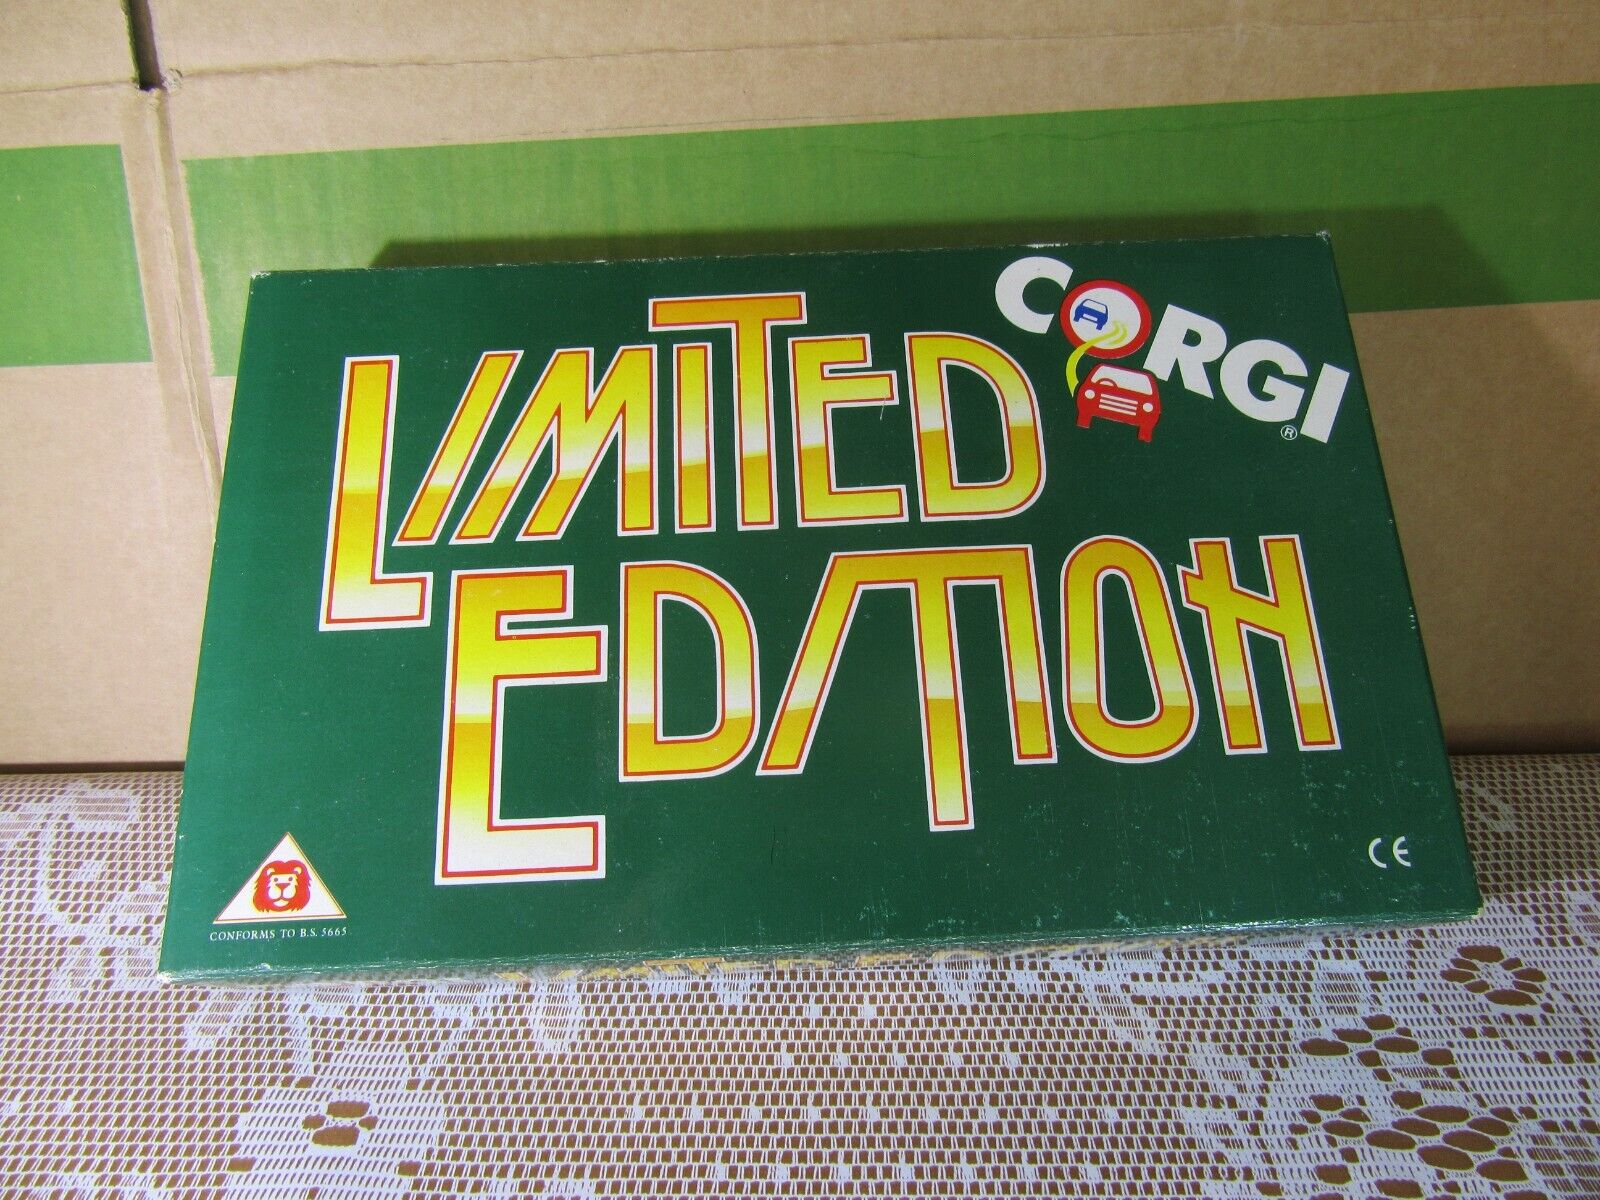 CORGI®
LIMITED
EDITION
CE
CONFORMS TO B.S. 5665